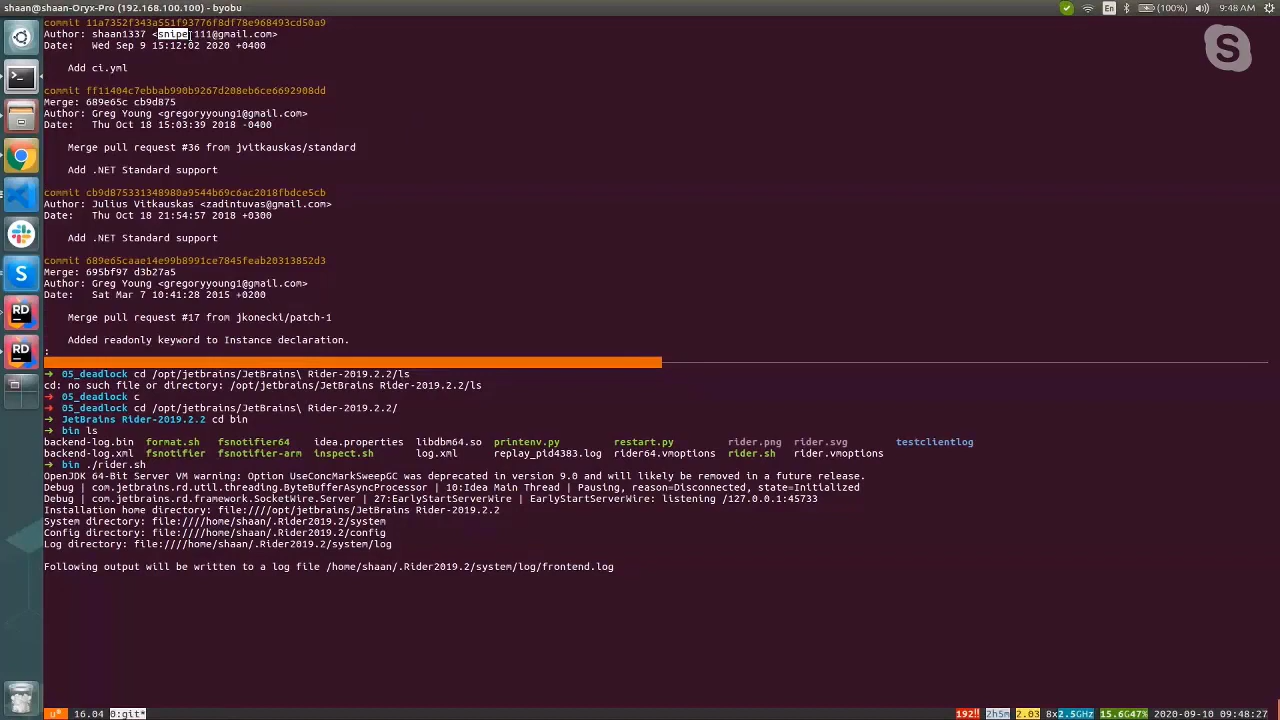 shaan@shaan-Oryx-Pro (192.168.100.100) - byobu
En (100%) 9:48 AM
commit 11a7352f343a551f93776f8df78e968493cd50a9
Author: shaan1337 <sniper111@gmail.com>
Date: Wed Sep 9 15:12:02 2020 +0400
Add ci.yml
commit ff11404c7ebbab990b9267d208eb6ce6692908dd
Merge: 689e65c cb9d875
Author: Greg Young <gregoryyoung1@gmail.com>
Date: Thu Oct 18 15:03:39 2018 -0400
Merge pull request #36 from jvitkauskas/standard
Add .NET Standard support
commit cb9d875331348980a9544b69c6ac2018fbdce5cb
Author: Julius Vitkauskas <zadintuvas@gmail.com>
Date: Thu Oct 18 21:54:57 2018 +0300
Add .NET Standard support
commit 689e65caae14e99b8991ce7845feab20313852d3
Merge: 695bf97 d3b27a5
Author: Greg Young <gregoryyoung1@gmail.com>
Date: Sat Mar 7 10:41:28 2015 +0200
Merge pull request #17 from jkonecki/patch-1
Added readonly keyword to Instance declaration.
:
→ 05_deadlock cd /opt/jetbrains/JetBrains\ Rider-2019.2.2/ls
cd: no such file or directory: /opt/jetbrains/JetBrains Rider-2019.2.2/ls
→ 05_deadlock c
→ 05_deadlock cd /opt/jetbrains/JetBrains\ Rider-2019.2.2/
→ JetBrains Rider-2019.2.2 cd bin
→ bin ls
backend-log.bin format.sh fsnotifier64 idea.properties libdbm64.so printenv.py restart.py rider.png rider.svg testclientlog
backend-log.xml fsnotifier fsnotifier-arm inspect.sh log.xml replay_pid4383.log rider64.vmoptions rider.sh rider.vmoptions
→ bin ./rider.sh
OpenJDK 64-Bit Server VM warning: Option UseConcMarkSweepGC was deprecated in version 9.0 and will likely be removed in a future release.
Debug | com.jetbrains.rd.util.threading.ByteBufferAsyncProcessor | 10:Idea Main Thread | Pausing, reason=Disconnected, state=Initialized
Debug | com.jetbrains.rd.framework.SocketWire.Server | 27:EarlyStartServerWire | EarlyStartServerWire: listening /127.0.0.1:45733
Installation home directory: file:////opt/jetbrains/JetBrains Rider-2019.2.2
System directory: file:////home/shaan/.Rider2019.2/system
Config directory: file:////home/shaan/.Rider2019.2/config
Log directory: file:////home/shaan/.Rider2019.2/system/log
Following output will be written to a log file /home/shaan/.Rider2019.2/system/log/frontend.log
u* 16.04 0:git* 192!! 2h5m 2.03 8x2.5GHz 15.6G47% 2020-09-10 09:48:27